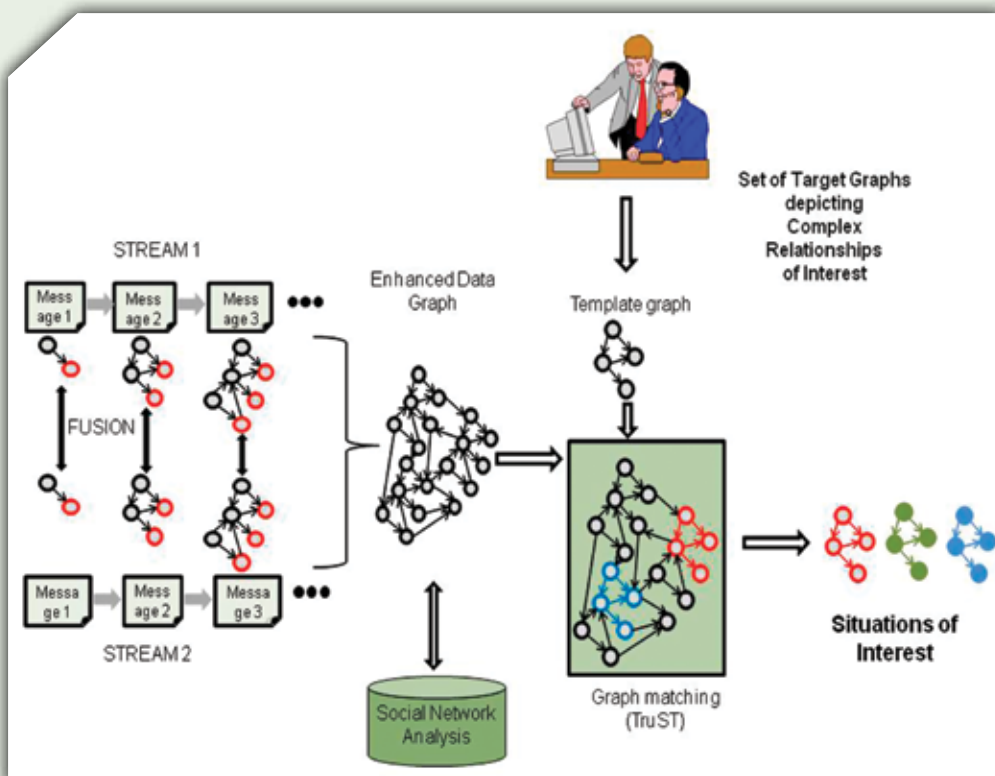 STREAM 1
Mess
age 1
Mess
age 2
Mess
age 3
FUSION
Messa
ge 1
Mess
age 2
Messa
ge 3
STREAM 2
Enhanced Data
Graph
Social Network
Analysis
Set of Target Graphs
depicting
Complex
Relationships
of Interest
Template graph
Graph matching
(TruST)
Situations of
Interest